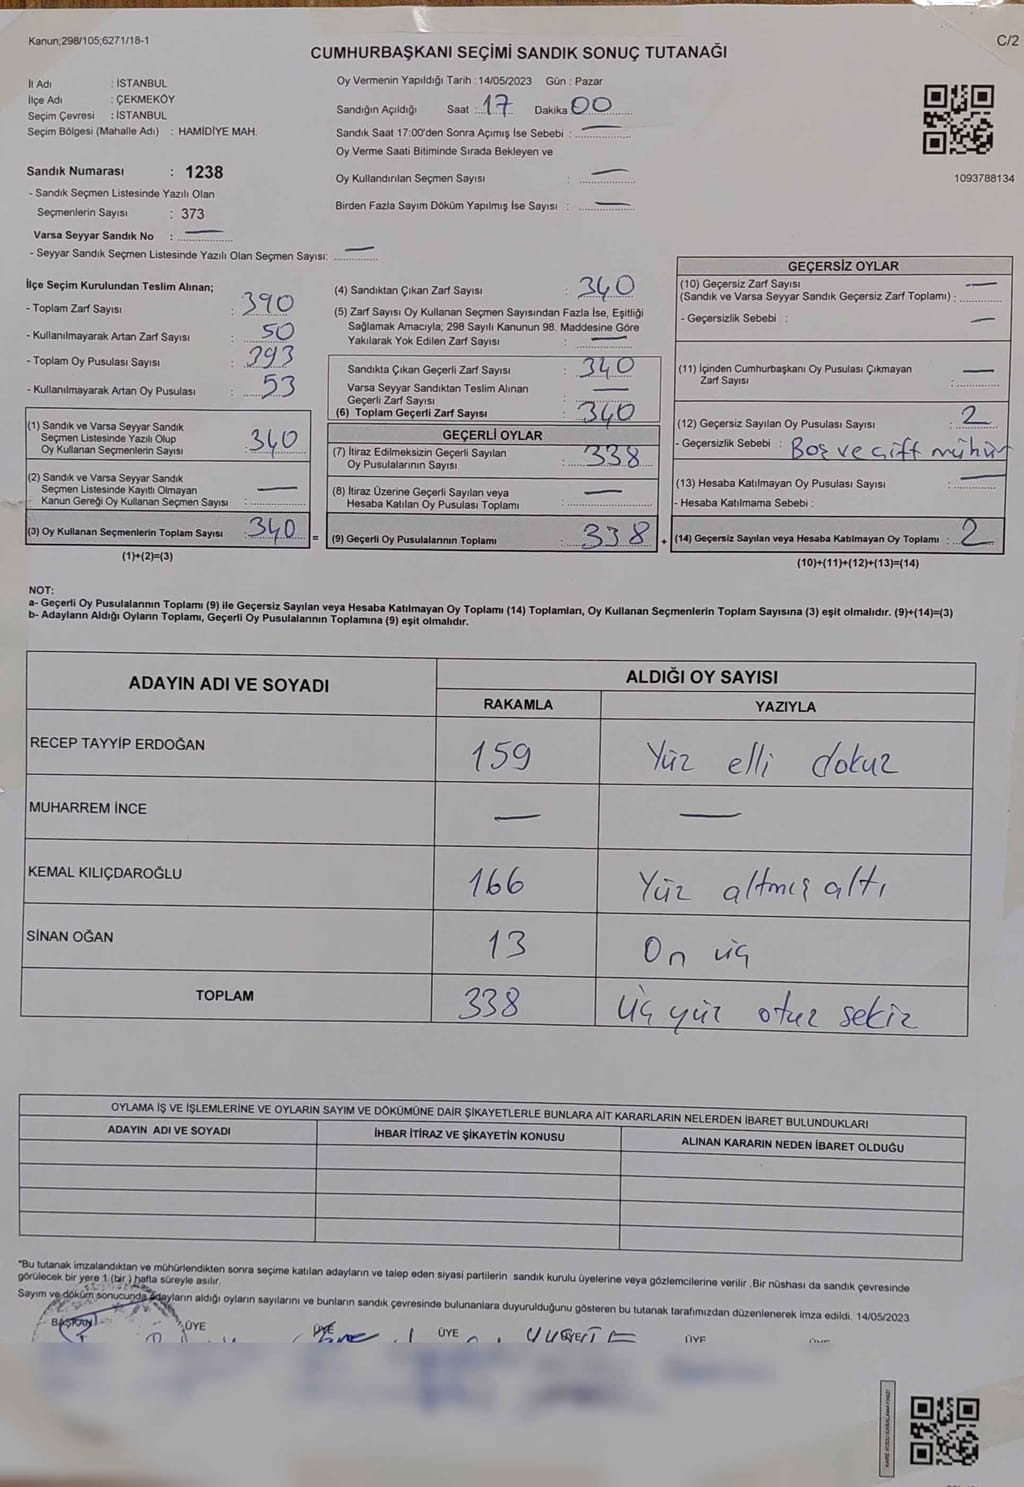 Kanun;298/105;6271/18-1
C/2
CUMHURBAŞKANI SEÇİMİ SANDIK SONUÇ TUTANAĞI
İl Adı : İSTANBUL
İlçe Adı : ÇEKMEKÖY
Seçim Çevresi : İSTANBUL
Seçim Bölgesi (Mahalle Adı) : HAMİDİYE MAH.
Sandık Numarası : 1238
- Sandık Seçmen Listesinde Yazılı Olan
Seçmenlerin Sayısı : 373
Varsa Seyyar Sandık No : —
- Seyyar Sandık Seçmen Listesinde Yazılı Olan Seçmen Sayısı: —
Oy Vermenin Yapıldığı Tarih : 14/05/2023 Gün : Pazar
Sandığın Açıldığı Saat : 17 Dakika 00
Sandık Saat 17:00'den Sonra Açımış İse Sebebi : —
Oy Verme Saati Bitiminde Sırada Bekleyen ve
Oy Kullandırılan Seçmen Sayısı : —
Birden Fazla Sayım Döküm Yapılmış İse Sayısı : —
1093788134
İlçe Seçim Kurulundan Teslim Alınan;
- Toplam Zarf Sayısı : 390
- Kullanılmayarak Artan Zarf Sayısı : 50
- Toplam Oy Pusulası Sayısı : 393
- Kullanılmayarak Artan Oy Pusulası : 53
(1) Sandık ve Varsa Seyyar Sandık
Seçmen Listesinde Yazılı Olup
Oy Kullanan Seçmenlerin Sayısı : 340
(2) Sandık ve Varsa Seyyar Sandık
Seçmen Listesinde Kayıtlı Olmayan
Kanun Gereği Oy Kullanan Seçmen Sayısı : —
(3) Oy Kullanan Seçmenlerin Toplam Sayısı : 340 =
(1)+(2)=(3)
(4) Sandıktan Çıkan Zarf Sayısı : 340
(5) Zarf Sayısı Oy Kullanan Seçmen Sayısından Fazla İse, Eşitliği
Sağlamak Amacıyla; 298 Sayılı Kanunun 98. Maddesine Göre
Yakılarak Yok Edilen Zarf Sayısı : —
Sandıkta Çıkan Geçerli Zarf Sayısı : 340
Varsa Seyyar Sandıktan Teslim Alınan
Geçerli Zarf Sayısı : —
(6) Toplam Geçerli Zarf Sayısı : 340
GEÇERLİ OYLAR
(7) İtiraz Edilmeksizin Geçerli Sayılan
Oy Pusulalarının Sayısı : 338
(8) İtiraz Üzerine Geçerli Sayılan veya
Hesaba Katılan Oy Pusulası Toplamı : —
(9) Geçerli Oy Pusulalarının Toplamı : 338 +
GEÇERSİZ OYLAR
(10) Geçersiz Zarf Sayısı —
(Sandık ve Varsa Seyyar Sandık Geçersiz Zarf Toplamı) :
- Geçersizlik Sebebi : —
(11) İçinden Cumhurbaşkanı Oy Pusulası Çıkmayan
Zarf Sayısı : —
(12) Geçersiz Sayılan Oy Pusulası Sayısı : 2
- Geçersizlik Sebebi : Boş ve çift mühür
(13) Hesaba Katılmayan Oy Pusulası Sayısı : —
- Hesaba Katılmama Sebebi :
(14) Geçersiz Sayılan veya Hesaba Katılmayan Oy Toplamı : 2
(10)+(11)+(12)+(13)=(14)
NOT:
a- Geçerli Oy Pusulalarının Toplamı (9) ile Geçersiz Sayılan veya Hesaba Katılmayan Oy Toplamı (14) Toplamları, Oy Kullanan Seçmenlerin Toplam Sayısına (3) eşit olmalıdır. (9)+(14)=(3)
b- Adayların Aldığı Oyların Toplamı, Geçerli Oy Pusulalarının Toplamına (9) eşit olmalıdır.
ADAYIN ADI VE SOYADI ALDIĞI OY SAYISI
RAKAMLA YAZIYLA
RECEP TAYYİP ERDOĞAN 159 Yüz elli dokuz
MUHARREM İNCE — —
KEMAL KILIÇDAROĞLU 166 Yüz altmış altı
SİNAN OĞAN 13 On üç
TOPLAM 338 Üç yüz otuz sekiz
OYLAMA İŞ VE İŞLEMLERİNE VE OYLARIN SAYIM VE DÖKÜMÜNE DAİR ŞİKAYETLERLE BUNLARA AİT KARARLARIN NELERDEN İBARET BULUNDUKLARI
ADAYIN ADI VE SOYADI İHBAR İTİRAZ VE ŞİKAYETİN KONUSU ALINAN KARARIN NEDEN İBARET OLDUĞU
*Bu tutanak imzalandıktan ve mühürlendikten sonra seçime katılan adayların ve talep eden siyasi partilerin sandık kurulu üyelerine veya gözlemcilerine verilir .Bir nüshası da sandık çevresinde
görülecek bir yere 1 (bir ) hafta süreyle asılır.
Sayım ve döküm sonucunda adayların aldığı oyların sayılarını ve bunların sandık çevresinde bulunanlara duyurulduğunu gösteren bu tutanak tarafımızdan düzenlenerek imza edildi. 14/05/2023
BAŞKAN ÜYE ÜYE ÜYE ÜYE ÜYE